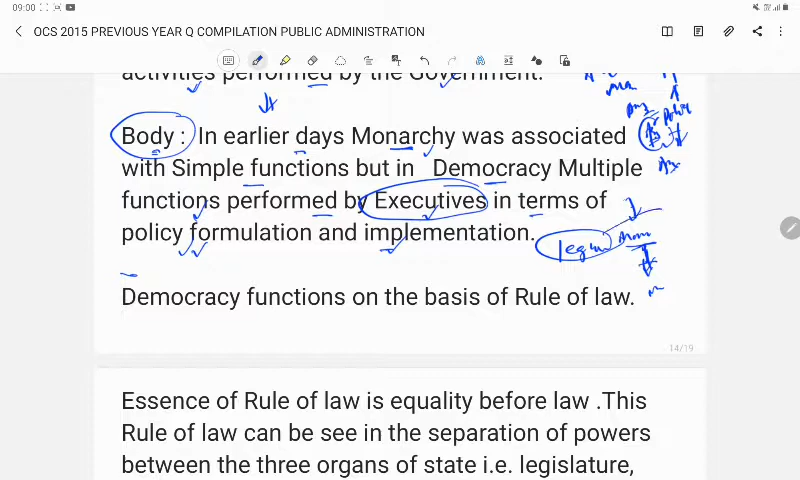 09:00
OCS 2015 PREVIOUS YEAR Q COMPILATION PUBLIC ADMINISTRATION
activities performed by the Government.
Body : In earlier days Monarchy was associated
with Simple functions but in Democracy Multiple
functions performed by Executives in terms of
policy formulation and implementation.
Democracy functions on the basis of Rule of law.
14/19
Essence of Rule of law is equality before law .This
Rule of law can be see in the separation of powers
between the three organs of state i.e. legislature,